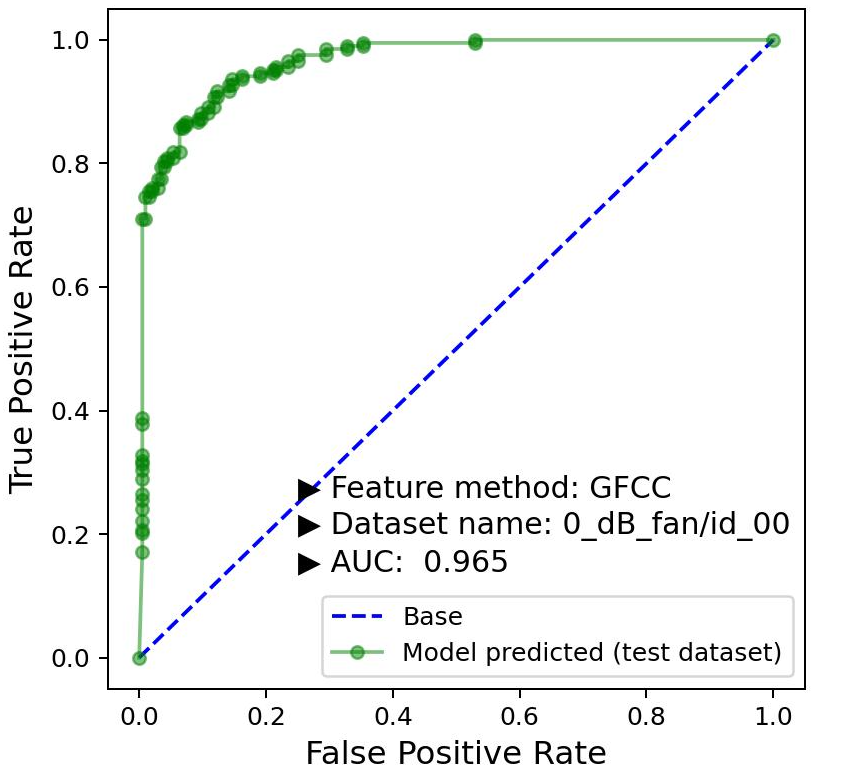 1.0
0.8
0.6
0.4
0.2
0.0
True Positive Rate
▶ Feature method: GFCC
▶ Dataset name: 0_dB_fan/id_00
▶ AUC:  0.965
Base
Model predicted (test dataset)
0.0 0.2 0.4 0.6 0.8 1.0
False Positive Rate